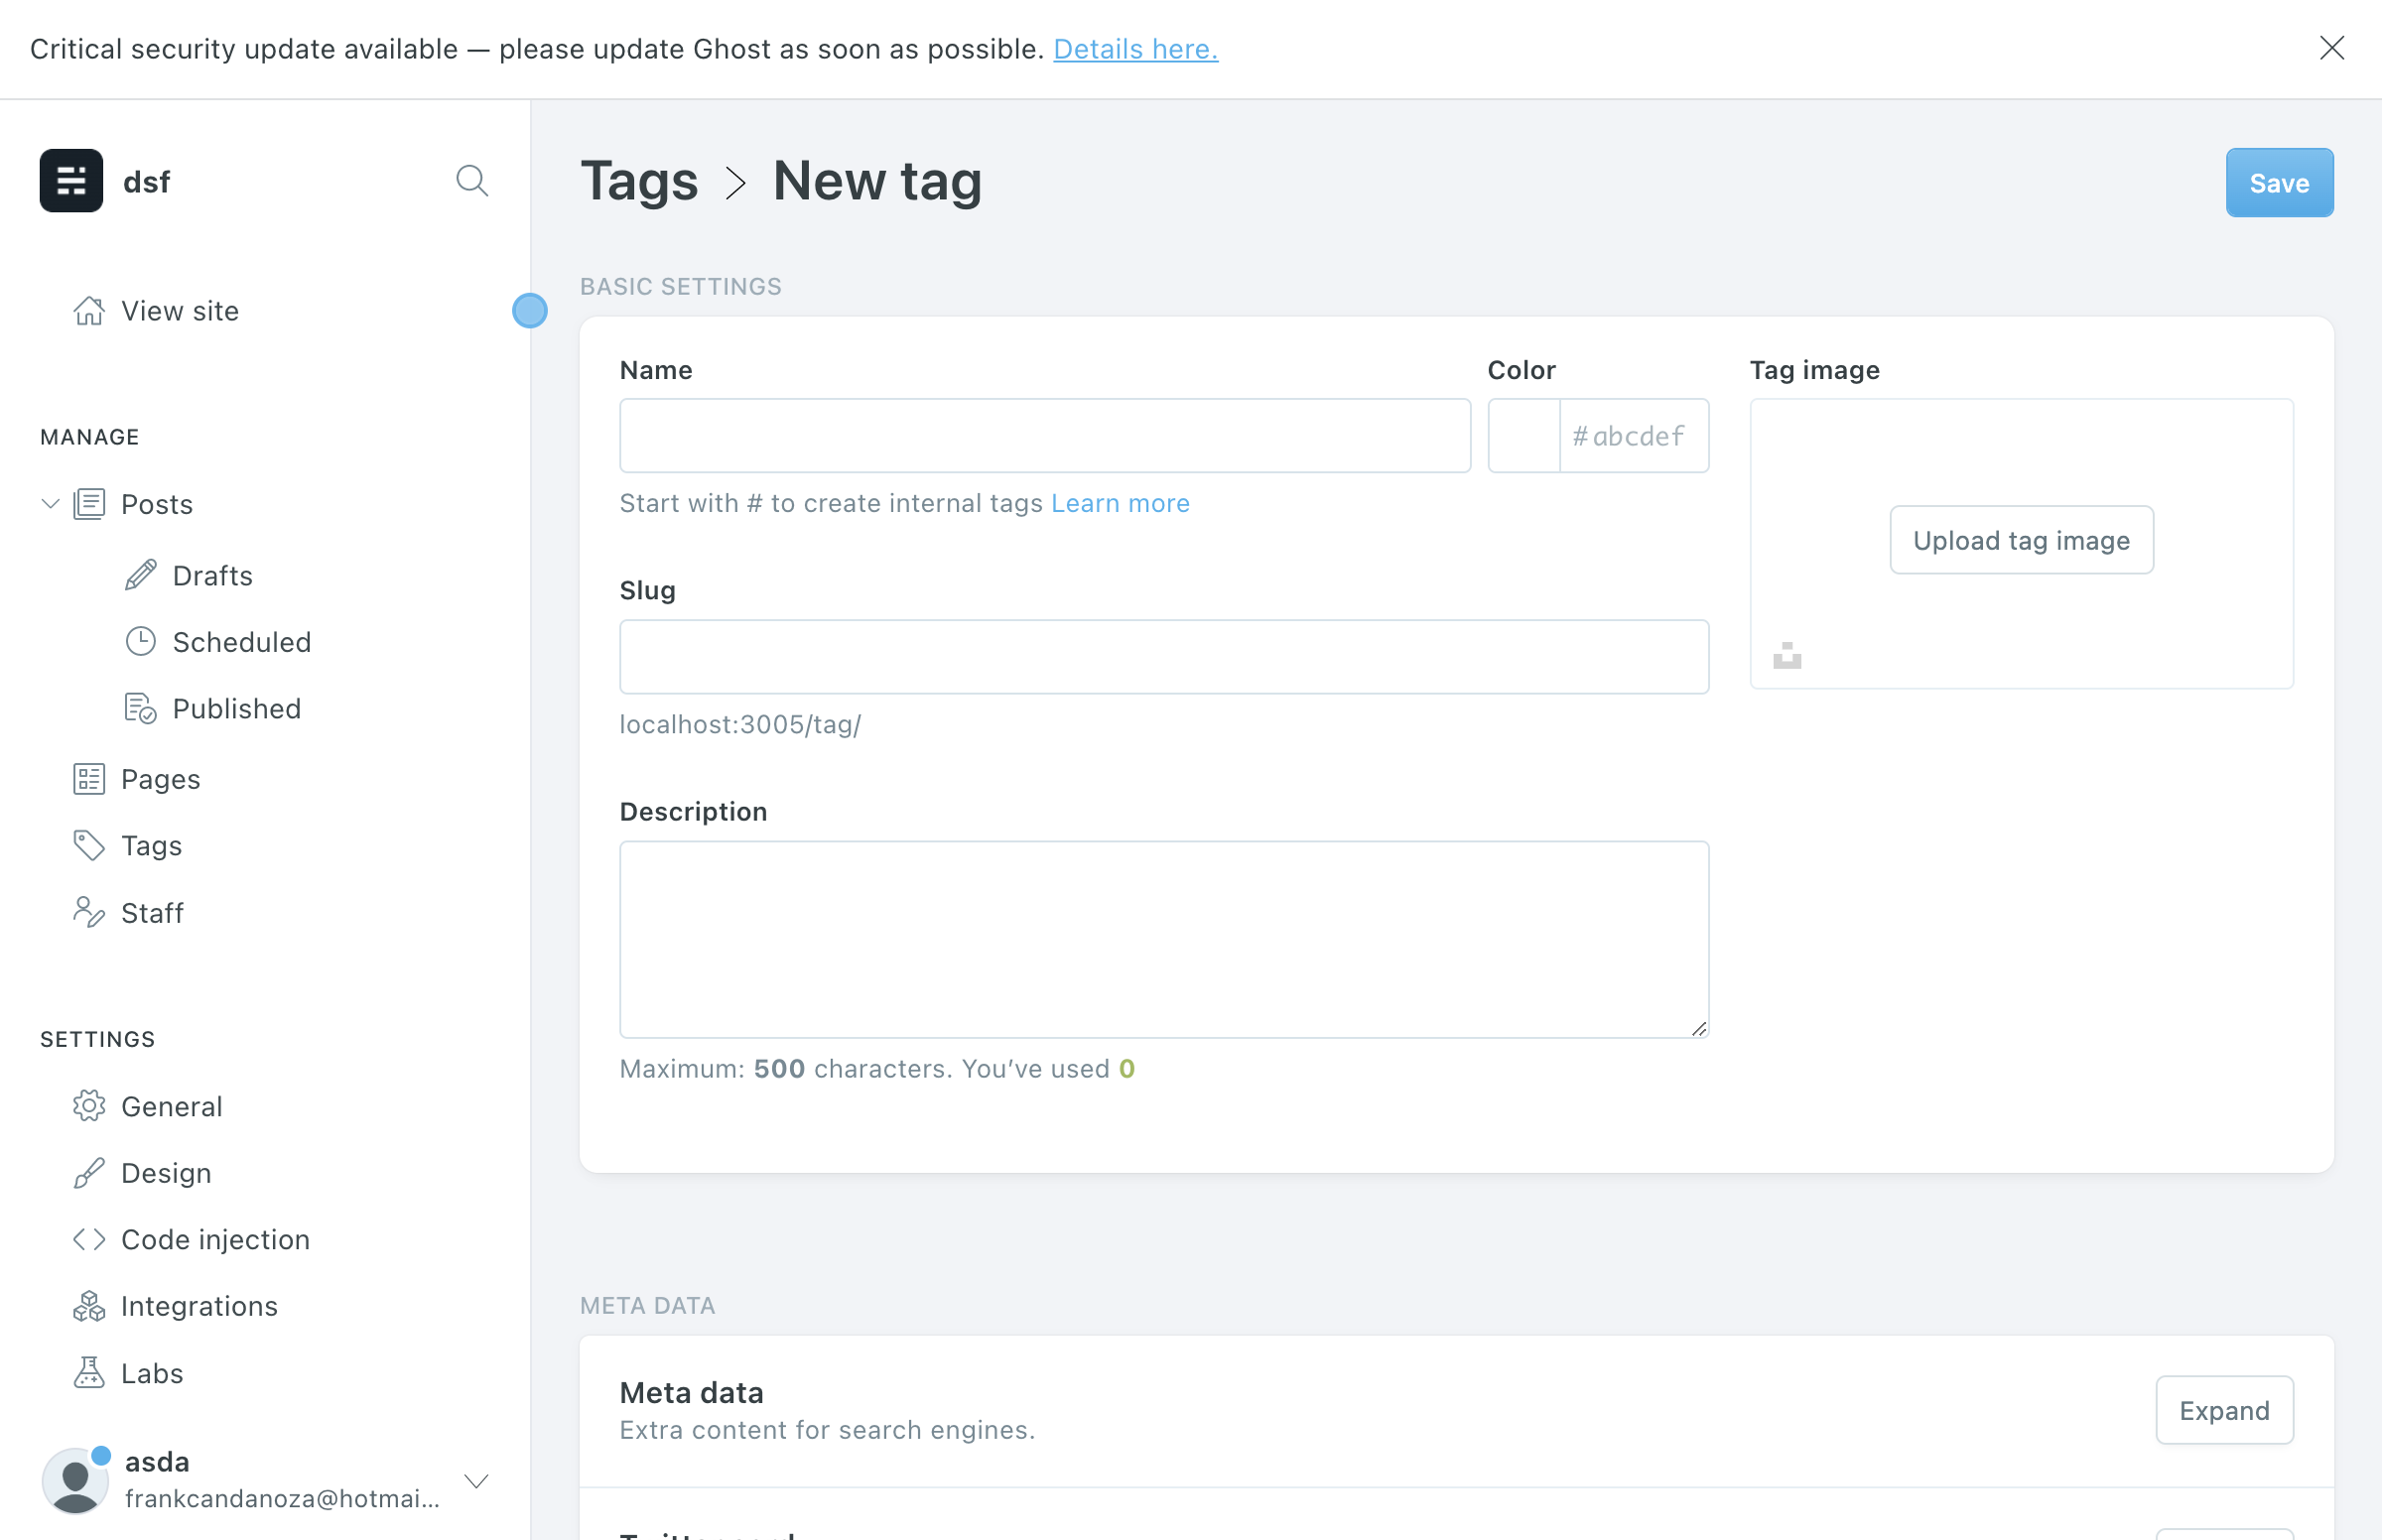 Critical security update available — please update Ghost as soon as possible. Details here.
dsf
View site
MANAGE
Posts
Drafts
Scheduled
Published
Pages
Tags
Staff
SETTINGS
General
Design
Code injection
Integrations
Labs
asda
frankcandanoza@hotmai...
Tags > New tag
Save
BASIC SETTINGS
Name
Color
#abcdef
Start with # to create internal tags Learn more
Slug
localhost:3005/tag/
Description
Maximum: 500 characters. You’ve used 0
Tag image
Upload tag image
META DATA
Meta data
Extra content for search engines.
Expand